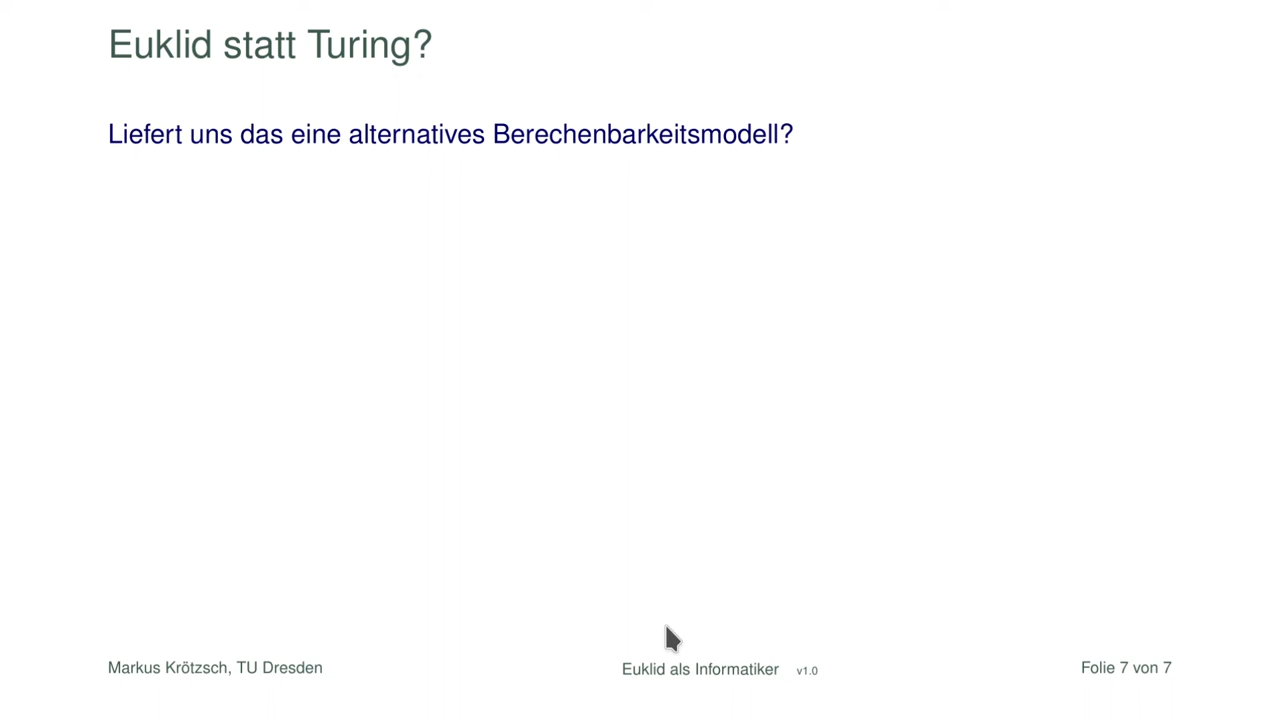 Euklid statt Turing?
Liefert uns das eine alternatives Berechenbarkeitsmodell?
Markus Krötzsch, TU Dresden
Euklid als Informatiker v1.0
Folie 7 von 7